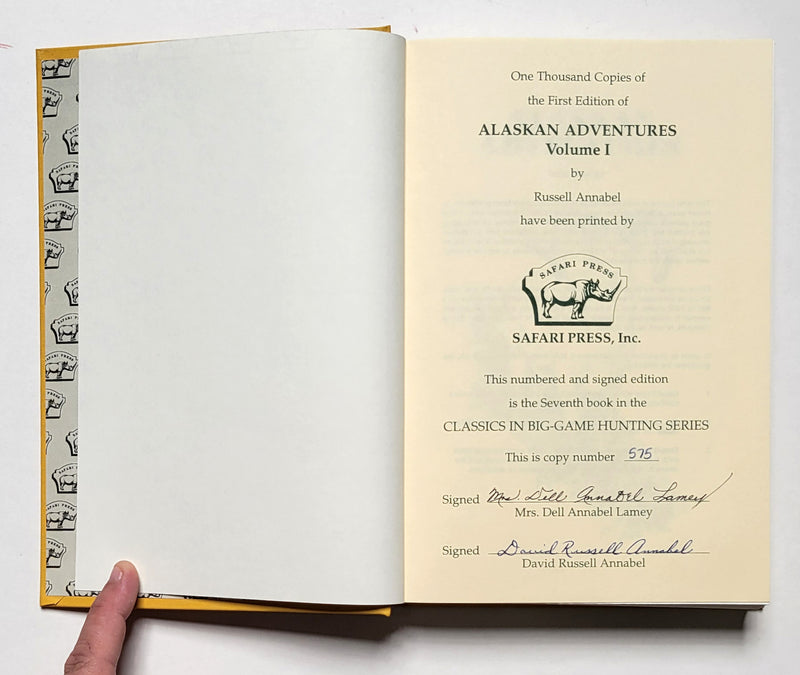 One Thousand Copies of
the First Edition of
ALASKAN ADVENTURES
Volume I
by
Russell Annabel
have been printed by
SAFARI PRESS
SAFARI PRESS, Inc.
This numbered and signed edition
is the Seventh book in the
CLASSICS IN BIG-GAME HUNTING SERIES
This is copy number 575
Signed Mrs. Dell Annabel Lamey
Mrs. Dell Annabel Lamey
Signed David Russell Annabel
David Russell Annabel